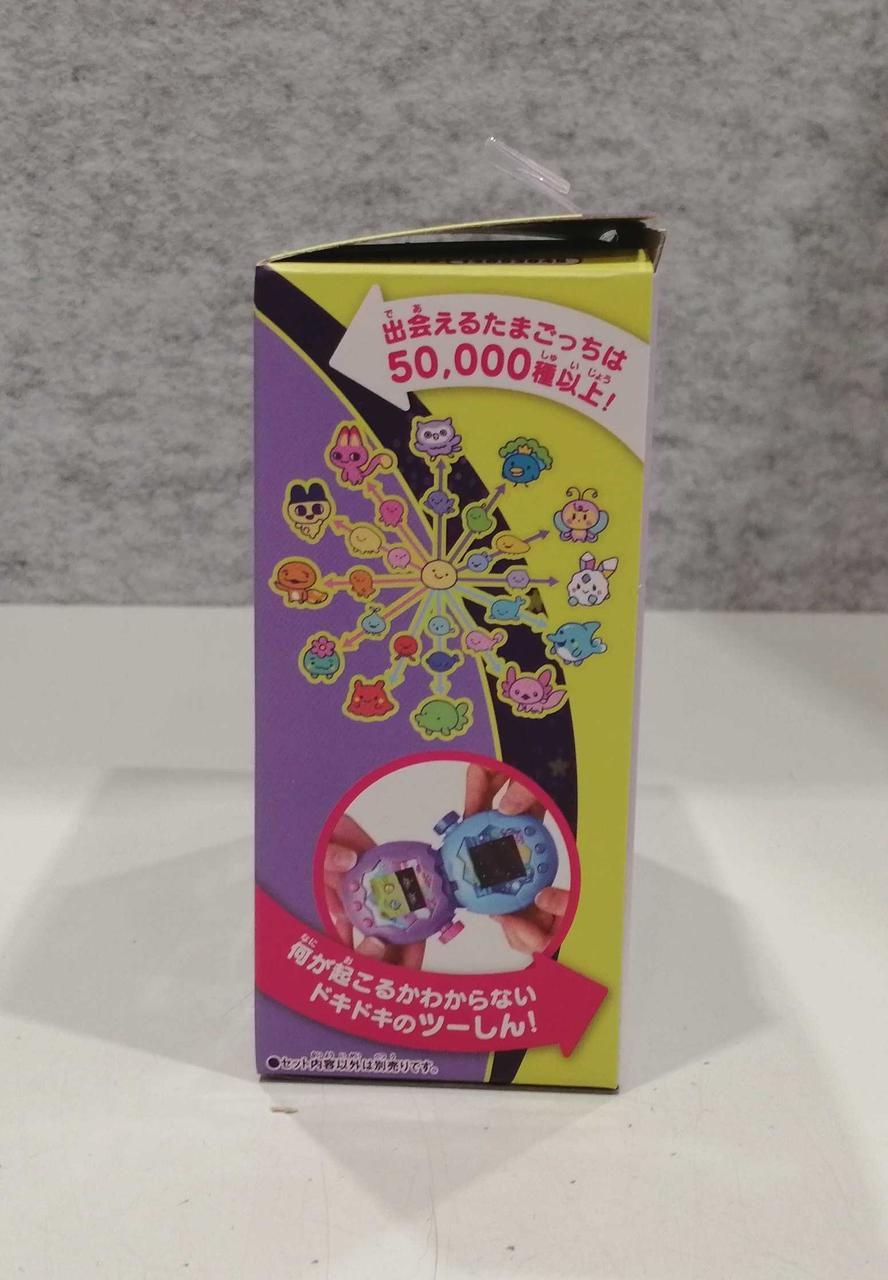 出会えるたまごっちは
50,000種以上!
何が起こるかわからない
ドキドキのツーしん!
●セット内容以外は別売りです。